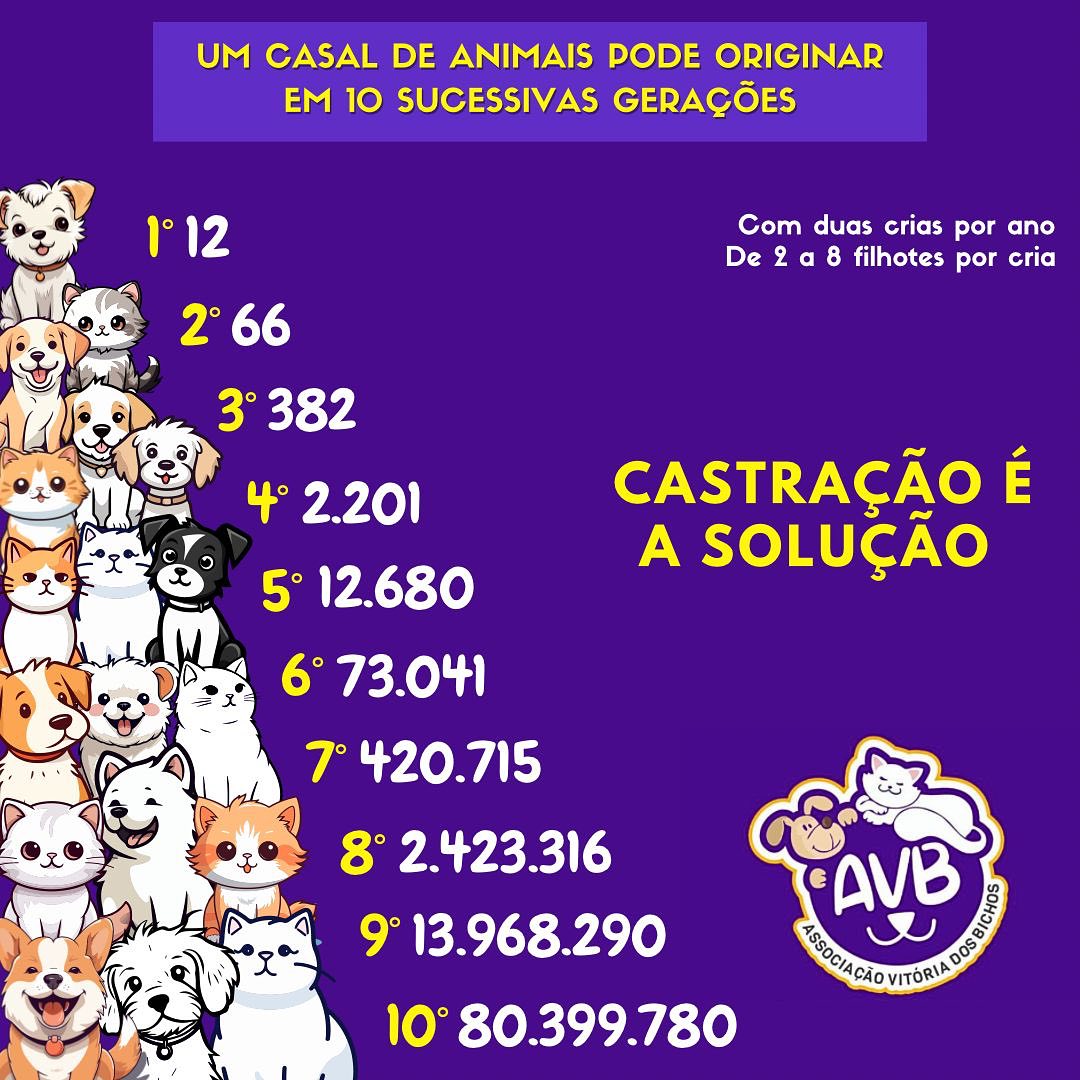 UM CASAL DE ANIMAIS PODE ORIGINAR
EM 10 SUCESSIVAS GERAÇÕES
Com duas crias por ano
De 2 a 8 filhotes por cria
1° 12
2° 66
3° 382
4° 2.201
5° 12.680
6° 73.041
7° 420.715
8° 2.423.316
9° 13.968.290
10° 80.399.780
CASTRAÇÃO É
A SOLUÇÃO
AVB
ASSOCIAÇÃO VITÓRIA DOS BICHOS